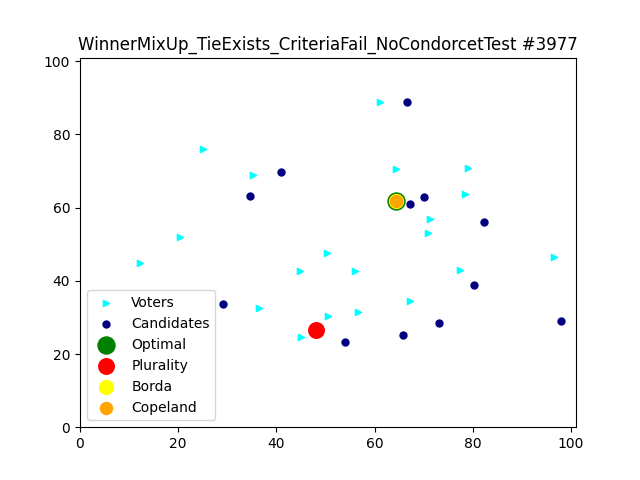 WinnerMixUp_TieExists_CriteriaFail_NoCondorcetTest #3977
100
80
60
40
20
0
Voters
Candidates
Optimal
Plurality
Borda
Copeland
0 20 40 60 80 100